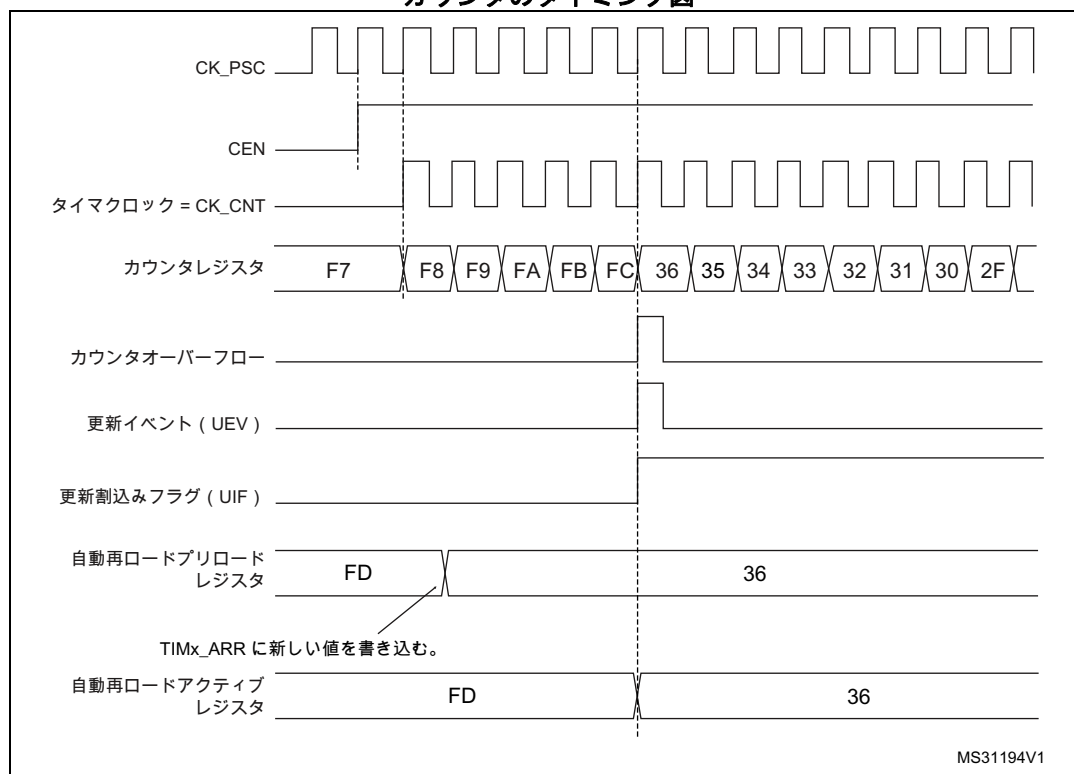 カウンタのタイミング図
CK_PSC
CEN
タイマクロック = CK_CNT
カウンタレジスタ F7 F8 F9 FA FB FC 36 35 34 33 32 31 30 2F
カウンタオーバーフロー
更新イベント ( UEV )
更新割込みフラグ ( UIF )
自動再ロードプリロード
レジスタ
FD 36
TIMx_ARR に新しい値を書き込む。
自動再ロードアクティブ
レジスタ
FD 36
MS31194V1